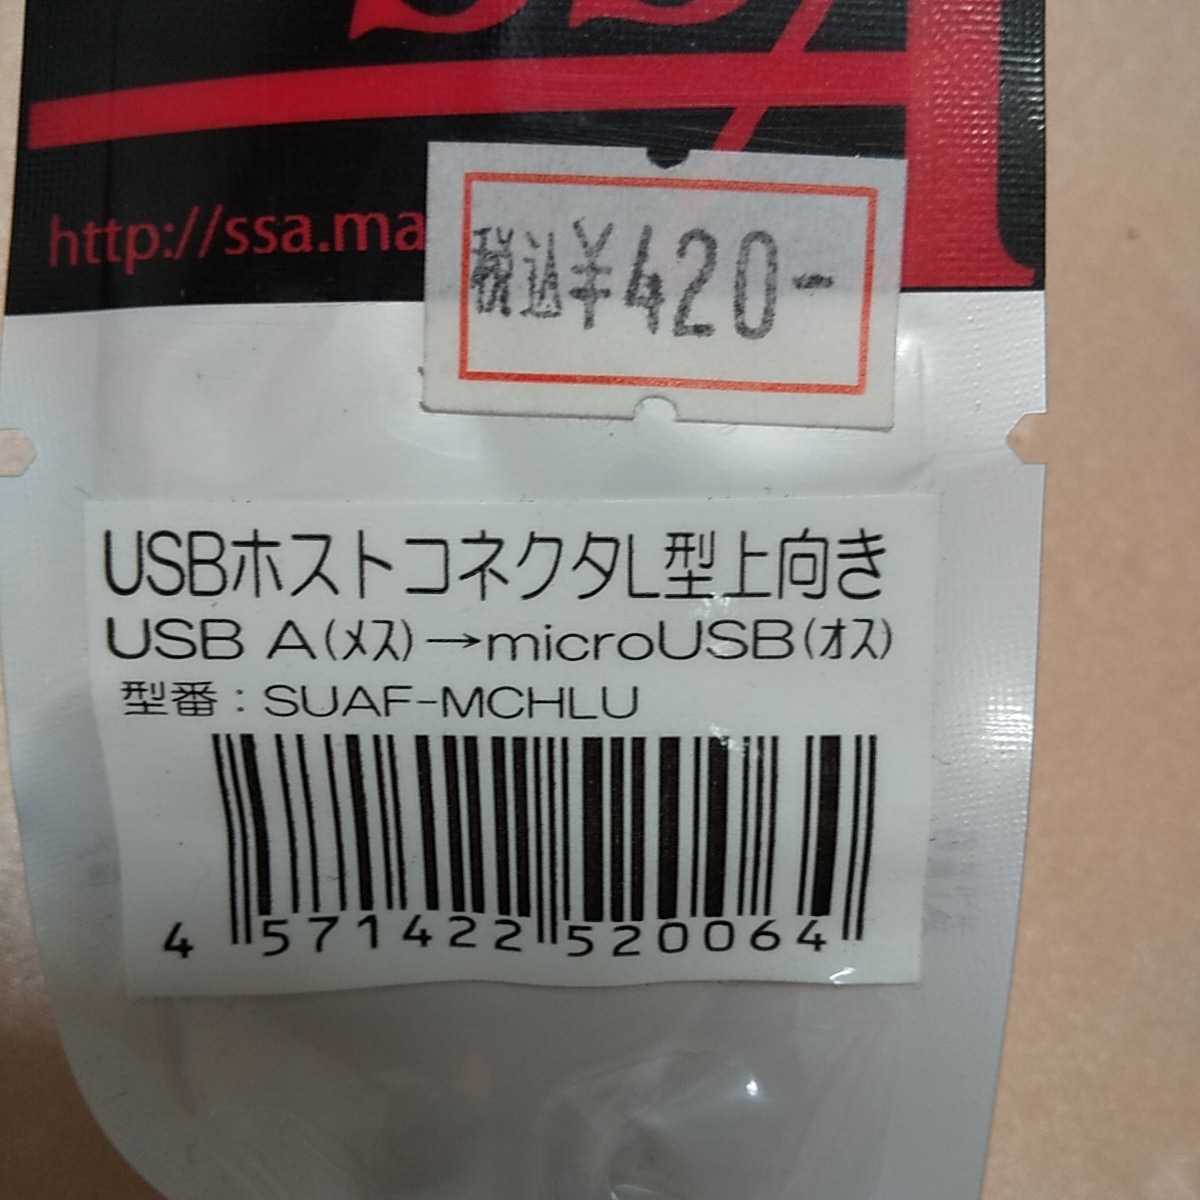 http://ssa.ma
税込¥420-
USBホストコネクタL型上向き
USB A(メス)→microUSB(オス)
型番:SUAF-MCHLU
4 571422 520064